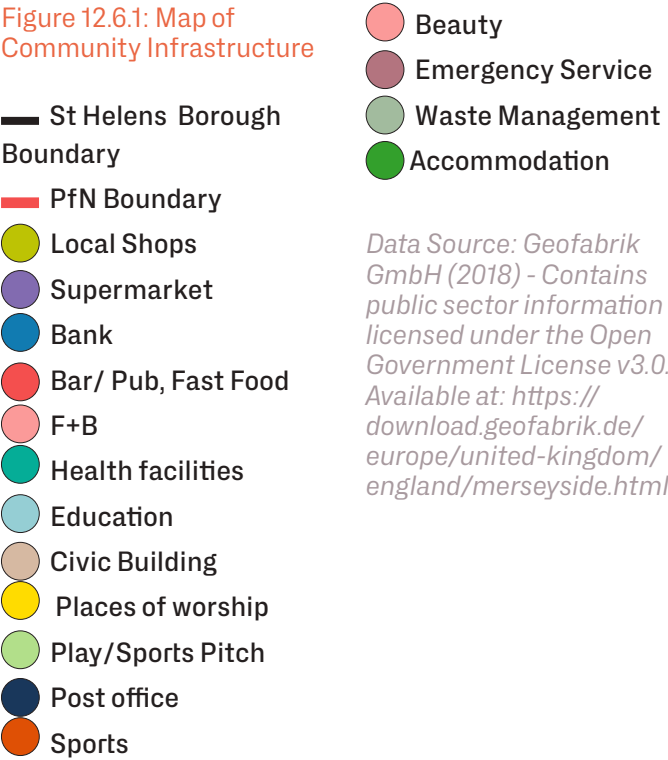 Figure 12.6.1: Map of
Community Infrastructure
St Helens Borough
Boundary
PfN Boundary
Local Shops
Supermarket
Bank
Bar/ Pub, Fast Food
F+B
Health facilities
Education
Civic Building
Places of worship
Play/Sports Pitch
Post office
Sports
Beauty
Emergency Service
Waste Management
Accommodation
Data Source: Geofabrik
GmbH (2018) - Contains
public sector information
licensed under the Open
Government License v3.0.
Available at: https://
download.geofabrik.de/
europe/united-kingdom/
england/merseyside.html